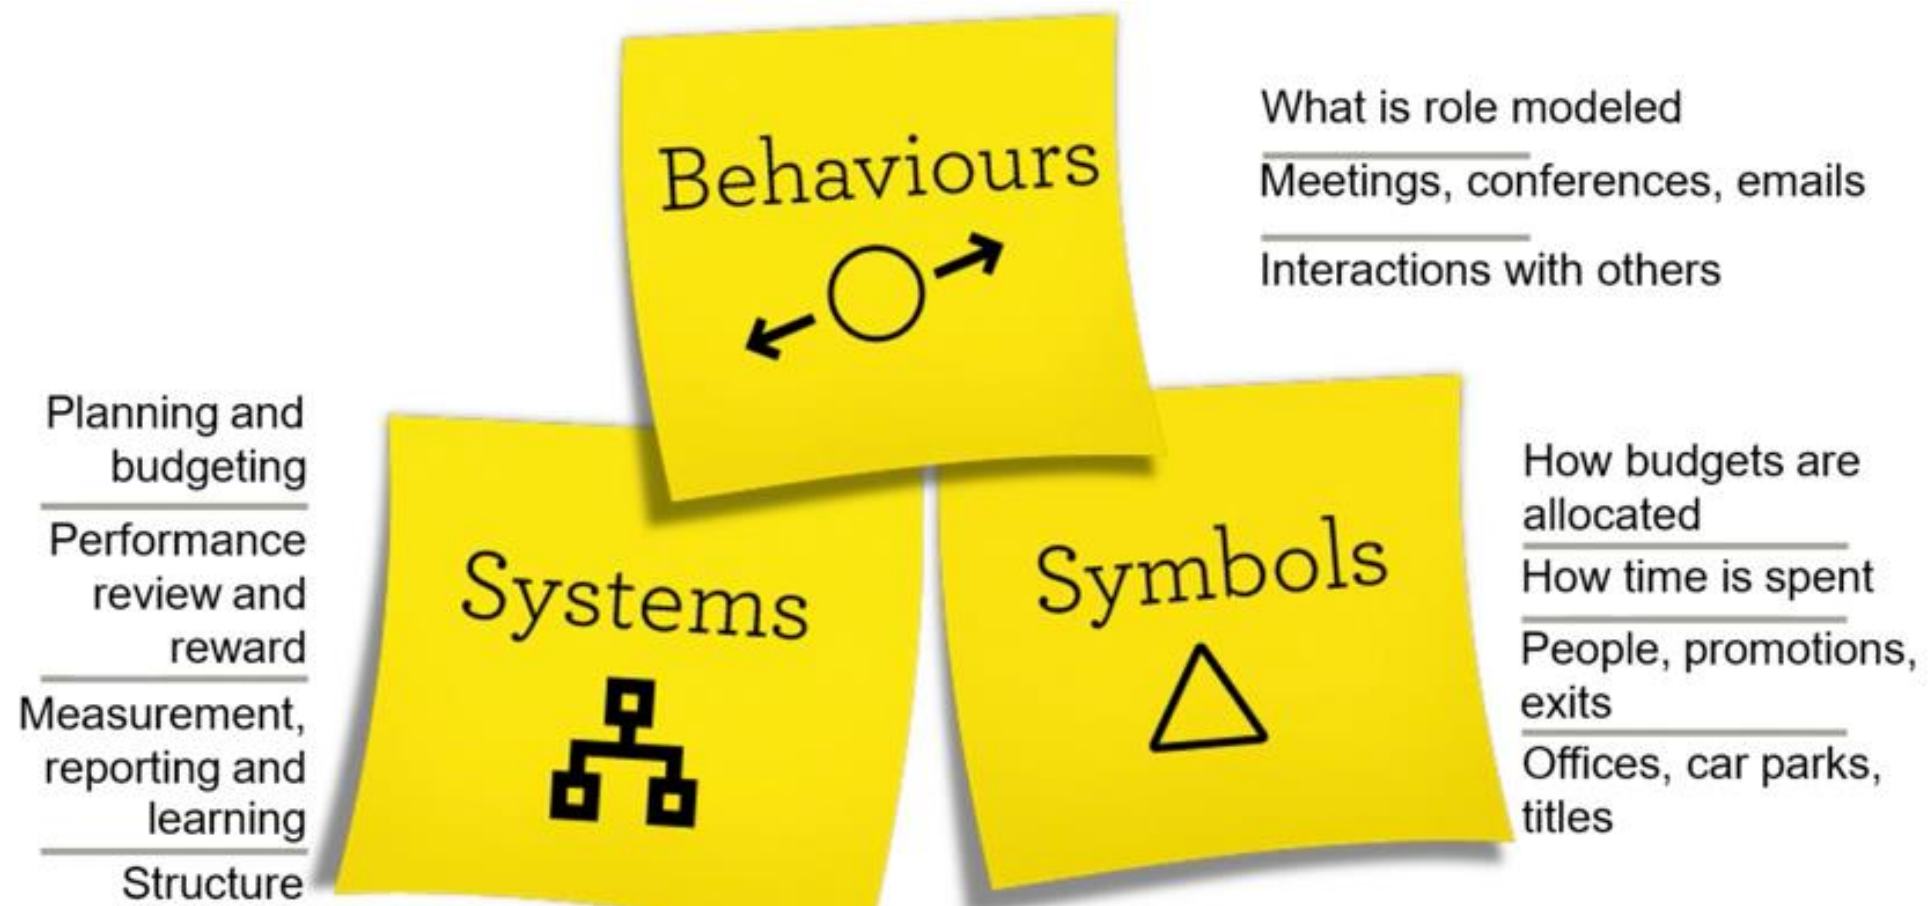 Behaviours
What is role modeled
Meetings, conferences, emails
Interactions with others
Planning and
budgeting
Performance
review and
reward
Measurement,
reporting and
learning
Structure
Systems
Symbols
How budgets are
allocated
How time is spent
People, promotions,
exits
Offices, car parks,
titles